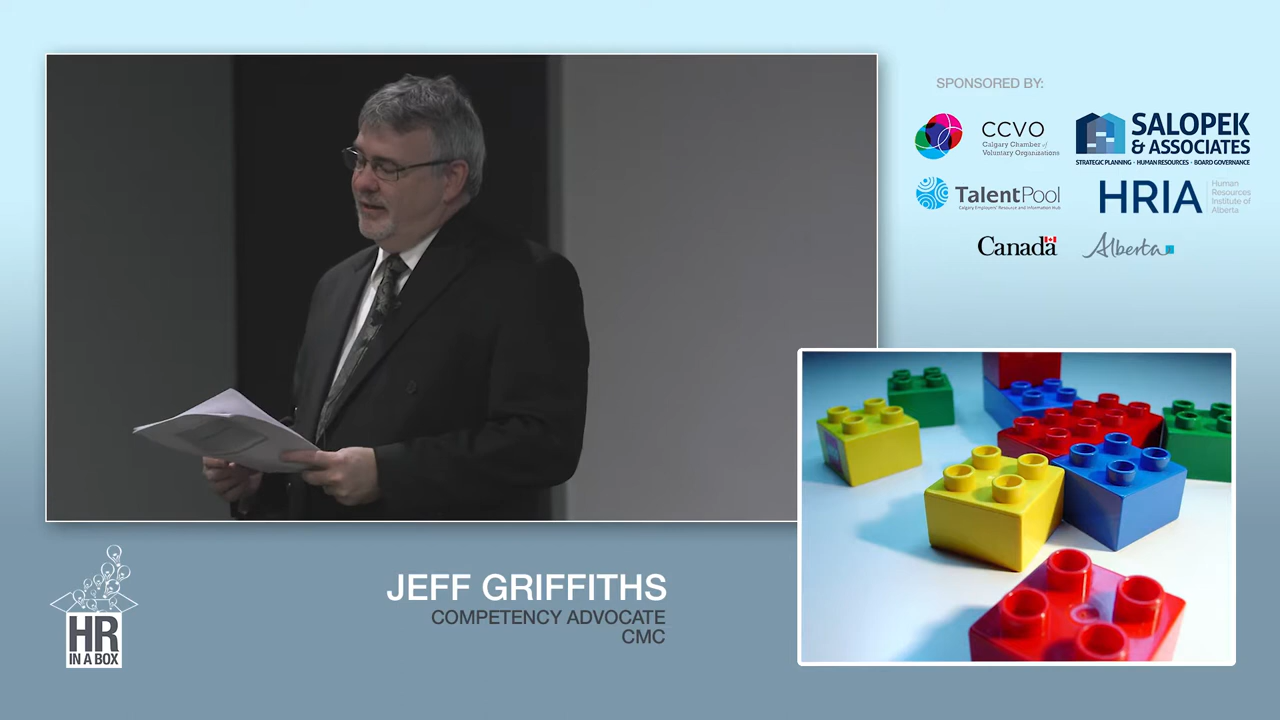 SPONSORED BY:
CCVO
Calgary Chamber of
Voluntary Organizations
SALOPEK
& ASSOCIATES
STRATEGIC PLANNING · HUMAN RESOURCES · BOARD GOVERNANCE
TalentPool
Calgary Employers' Resource and Information Hub
HRIA
Human
Resources
Institute of
Alberta
Canada
Alberta
JEFF GRIFFITHS
COMPETENCY ADVOCATE
CMC
HR
IN A BOX